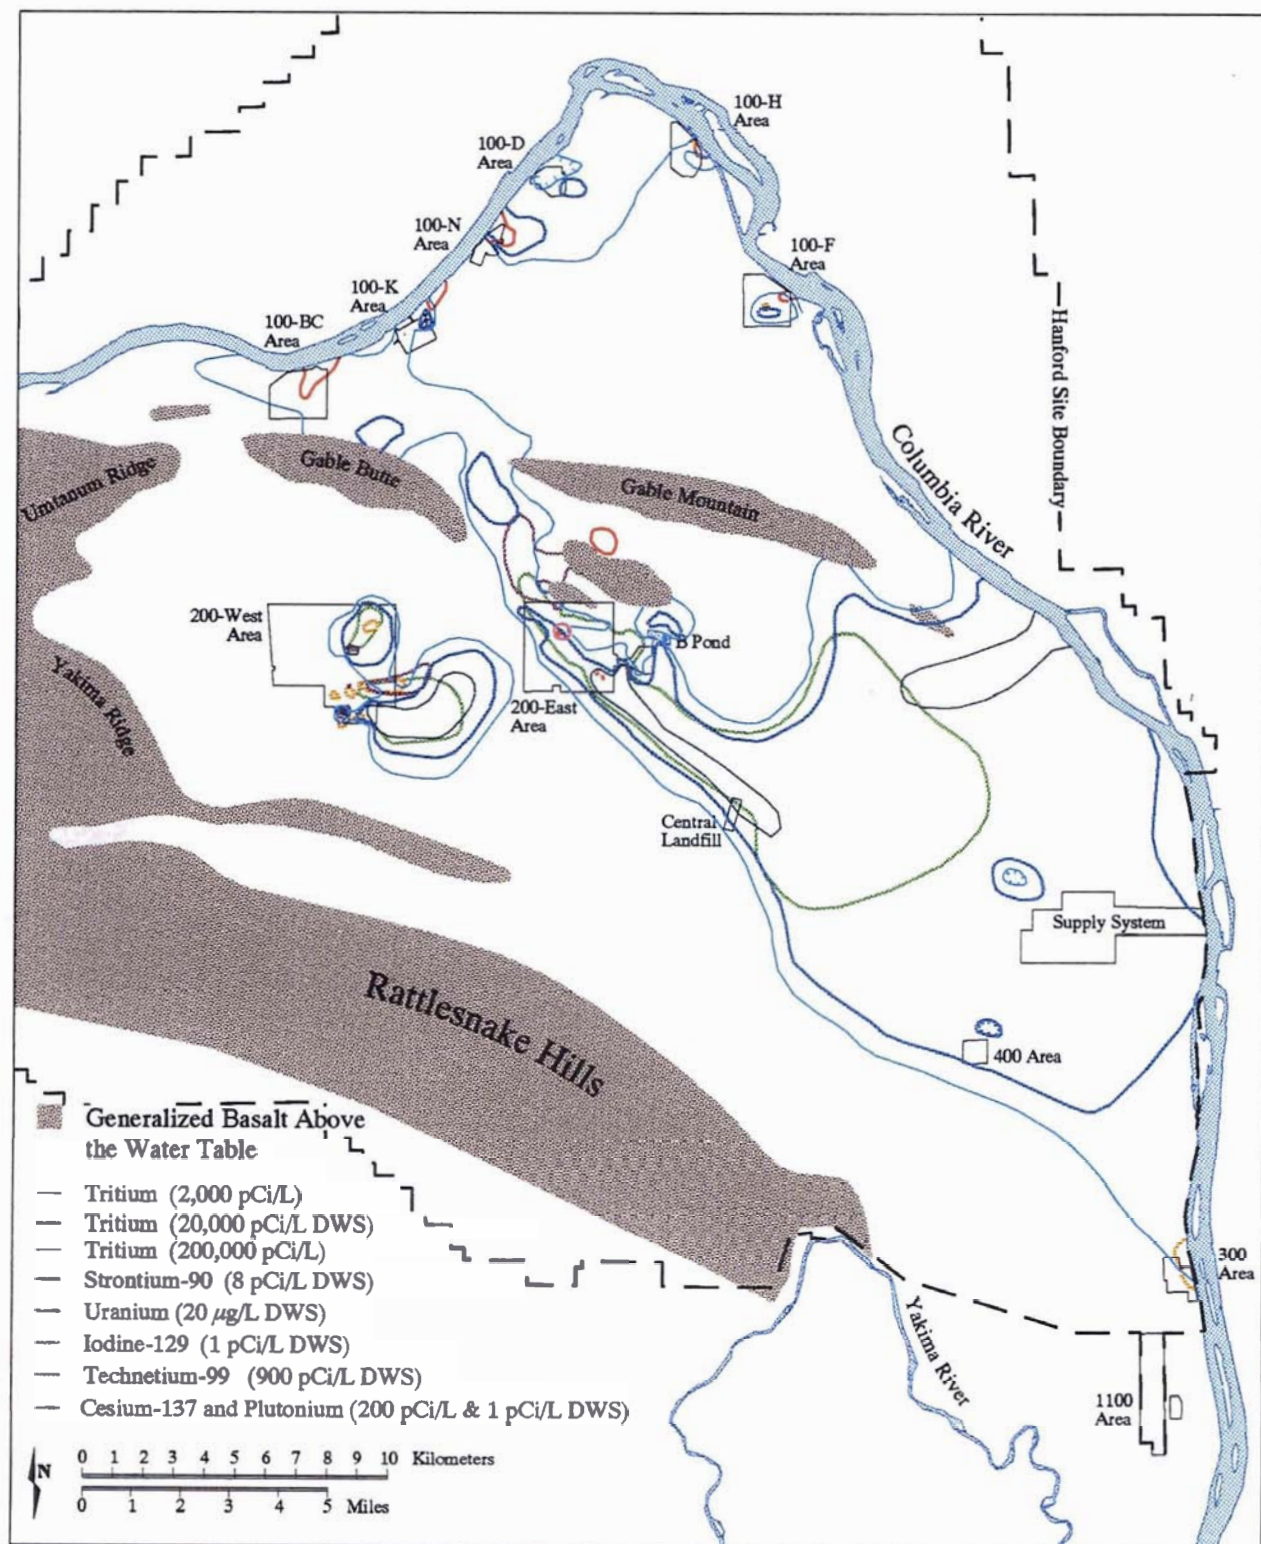 100-H
Area
100-D
Area
100-N
Area
100-F
Area
100-K
Area
100-BC
Area
Hanford Site Boundary
Columbia River
Umtanum Ridge
Gable Butte
Gable Mountain
200-West
Area
B Pond
Yakima Ridge
200-East
Area
Central
Landfill
Supply System
Rattlesnake Hills
400 Area
Generalized Basalt Above
the Water Table
Tritium (2,000 pCi/L)
Tritium (20,000 pCi/L DWS)
Tritium (200,000 pCi/L)
Strontium-90 (8 pCi/L DWS)
Uranium (20 µg/L DWS)
Iodine-129 (1 pCi/L DWS)
Technetium-99 (900 pCi/L DWS)
Cesium-137 and Plutonium (200 pCi/L & 1 pCi/L DWS)
300
Area
Yakima River
1100
Area
N
0 1 2 3 4 5 6 7 8 9 10 Kilometers
0 1 2 3 4 5 Miles